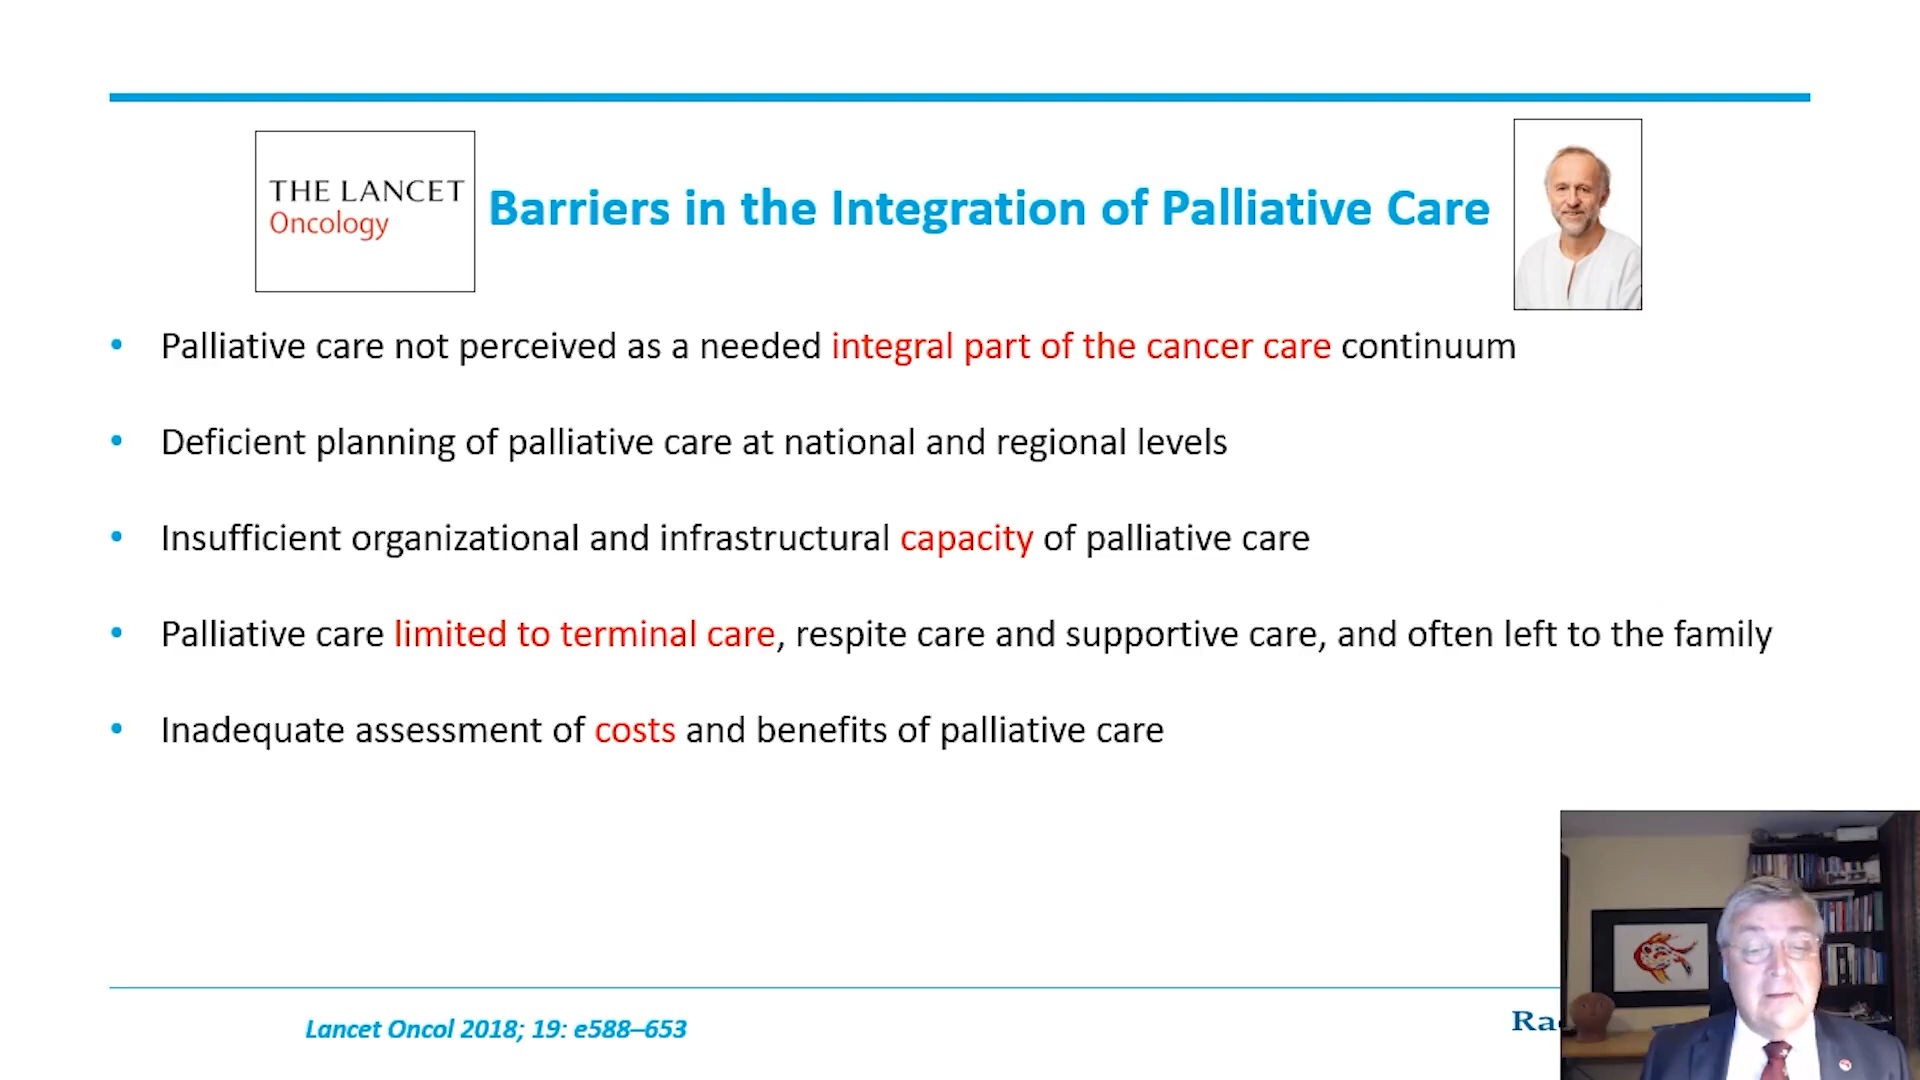 THE LANCET
Oncology
Barriers in the Integration of Palliative Care
• Palliative care not perceived as a needed integral part of the cancer care continuum
• Deficient planning of palliative care at national and regional levels
• Insufficient organizational and infrastructural capacity of palliative care
• Palliative care limited to terminal care, respite care and supportive care, and often left to the family
• Inadequate assessment of costs and benefits of palliative care
Lancet Oncol 2018; 19: e588–653